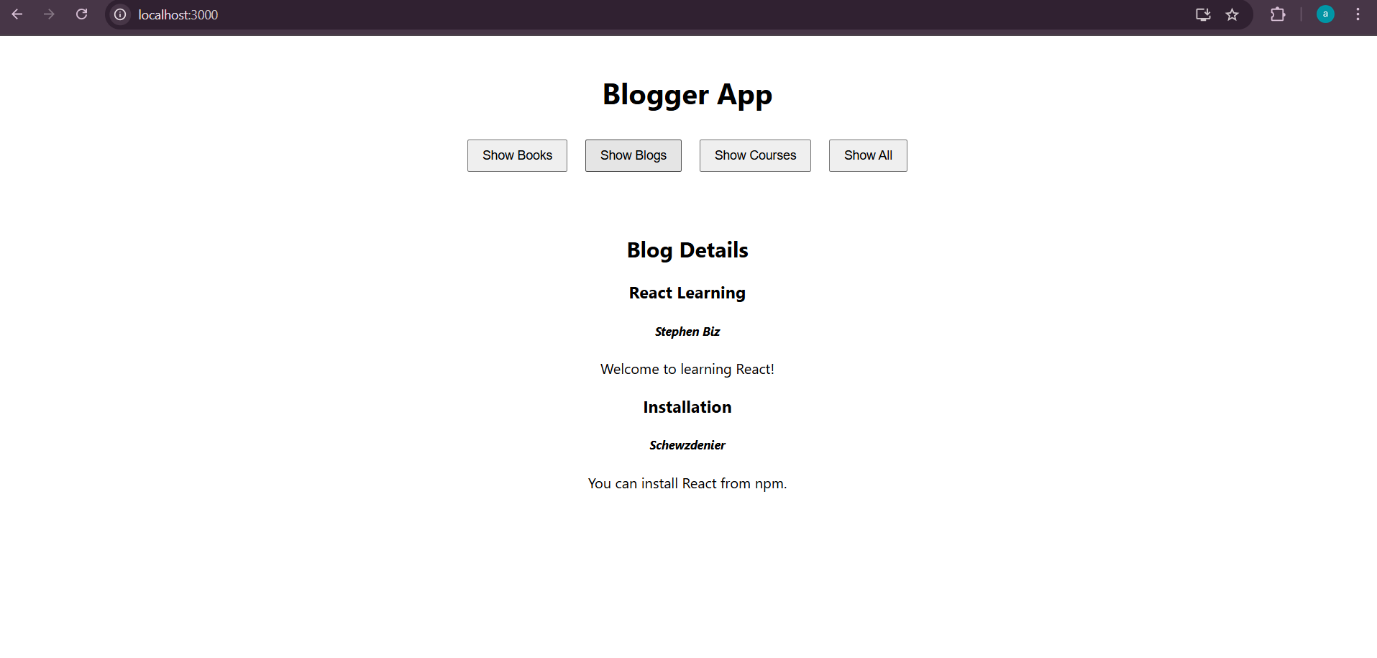 localhost:3000
a
Blogger App
Show Books Show Blogs Show Courses Show All
Blog Details
React Learning
Stephen Biz
Welcome to learning React!
Installation
Schewzdenier
You can install React from npm.